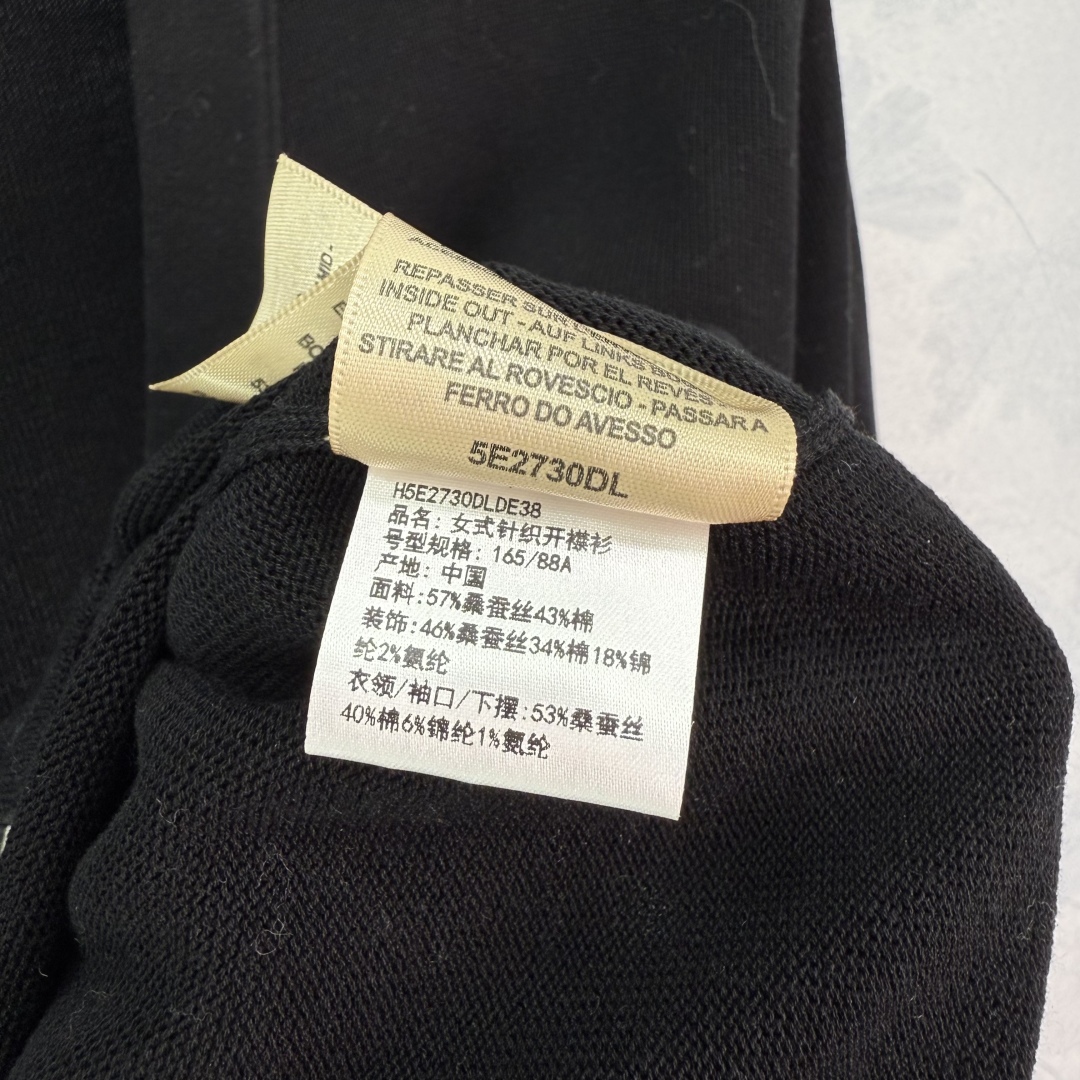 MID-
BO
REPASSER SUR
INSIDE OUT - AUF LINKS
PLANCHAR POR EL REVÉS
STIRARE AL ROVESCIO - PASSAR A
FERRO DO AVESSO
5E2730DL
H5E2730DLDE38
品名: 女式针织开襟衫
号型规格: 165/88A
产地: 中国
面料:57%桑蚕丝43%棉
装饰:46%桑蚕丝34%棉18%锦
纶2%氨纶
衣领/袖口/下摆:53%桑蚕丝
40%棉6%锦纶1%氨纶